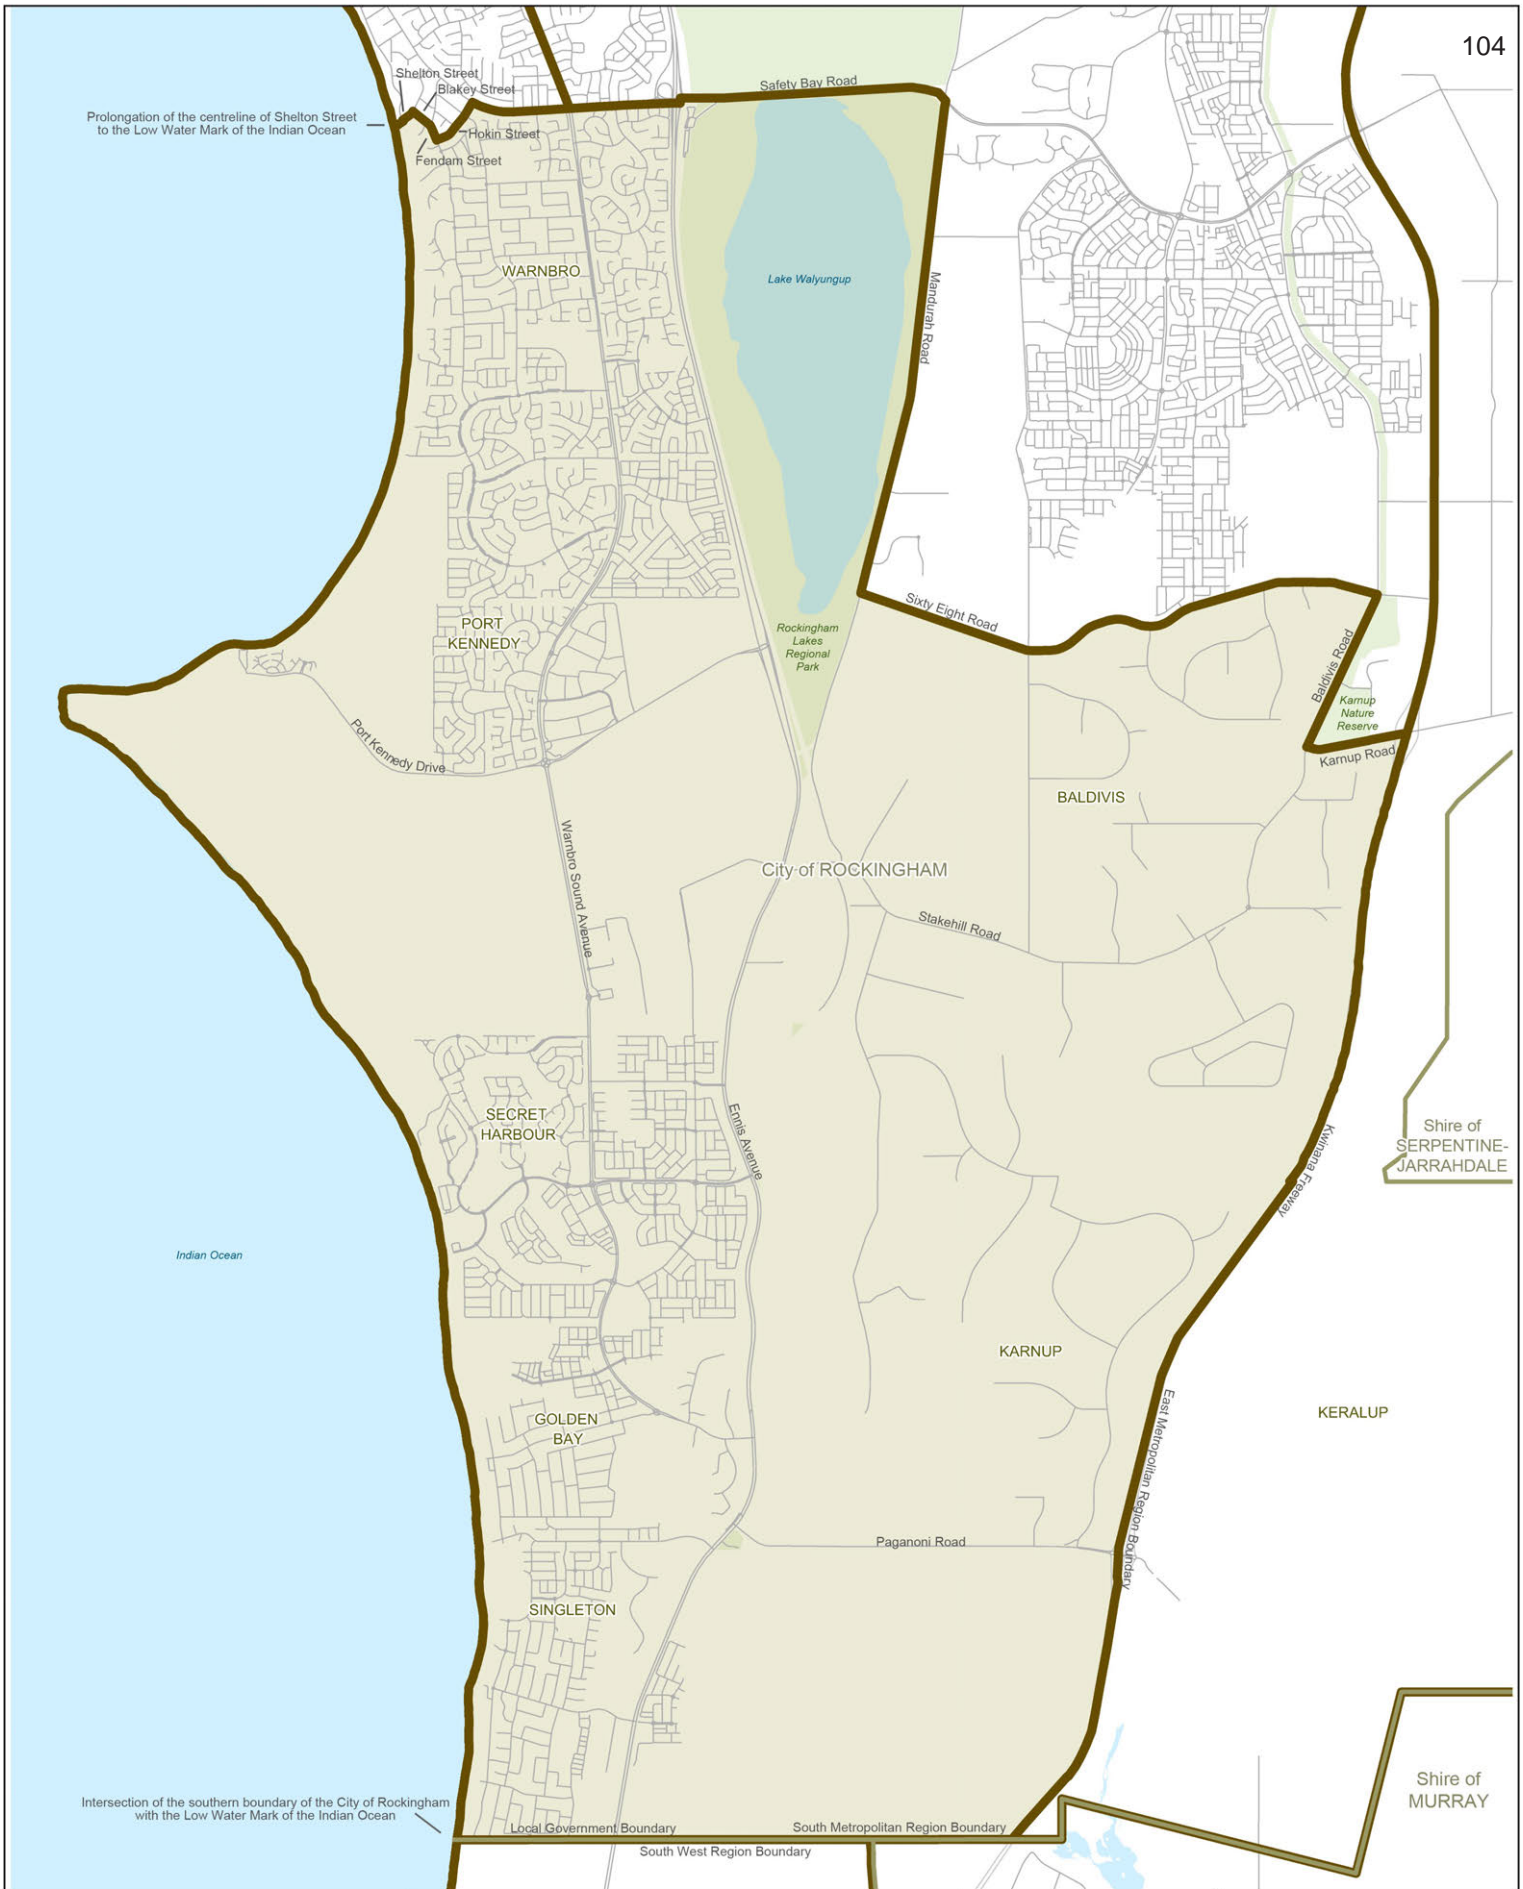 104
Shelton Street
Blakey Street
Safety Bay Road
Prolongation of the centreline of Shelton Street
to the Low Water Mark of the Indian Ocean
Hokin Street
Fendam Street
WARNBRO
Lake Walyungup
Mandurah Road
Sixty Eight Road
PORT
KENNEDY
Rockingham
Lakes
Regional
Park
Baldivis Road
Karnup
Nature
Reserve
Port Kennedy Drive
Karnup Road
BALDIVIS
Warnbro Sound Avenue
City of ROCKINGHAM
Stakehill Road
SECRET
HARBOUR
Ennis Avenue
Kwinana Freeway
Shire of
SERPENTINE-
JARRAHDALE
Indian Ocean
KARNUP
East Metropolitan Region Boundary
KERALUP
GOLDEN
BAY
Paganoni Road
SINGLETON
Shire of
MURRAY
Intersection of the southern boundary of the City of Rockingham
with the Low Water Mark of the Indian Ocean
Local Government Boundary
South Metropolitan Region Boundary
South West Region Boundary